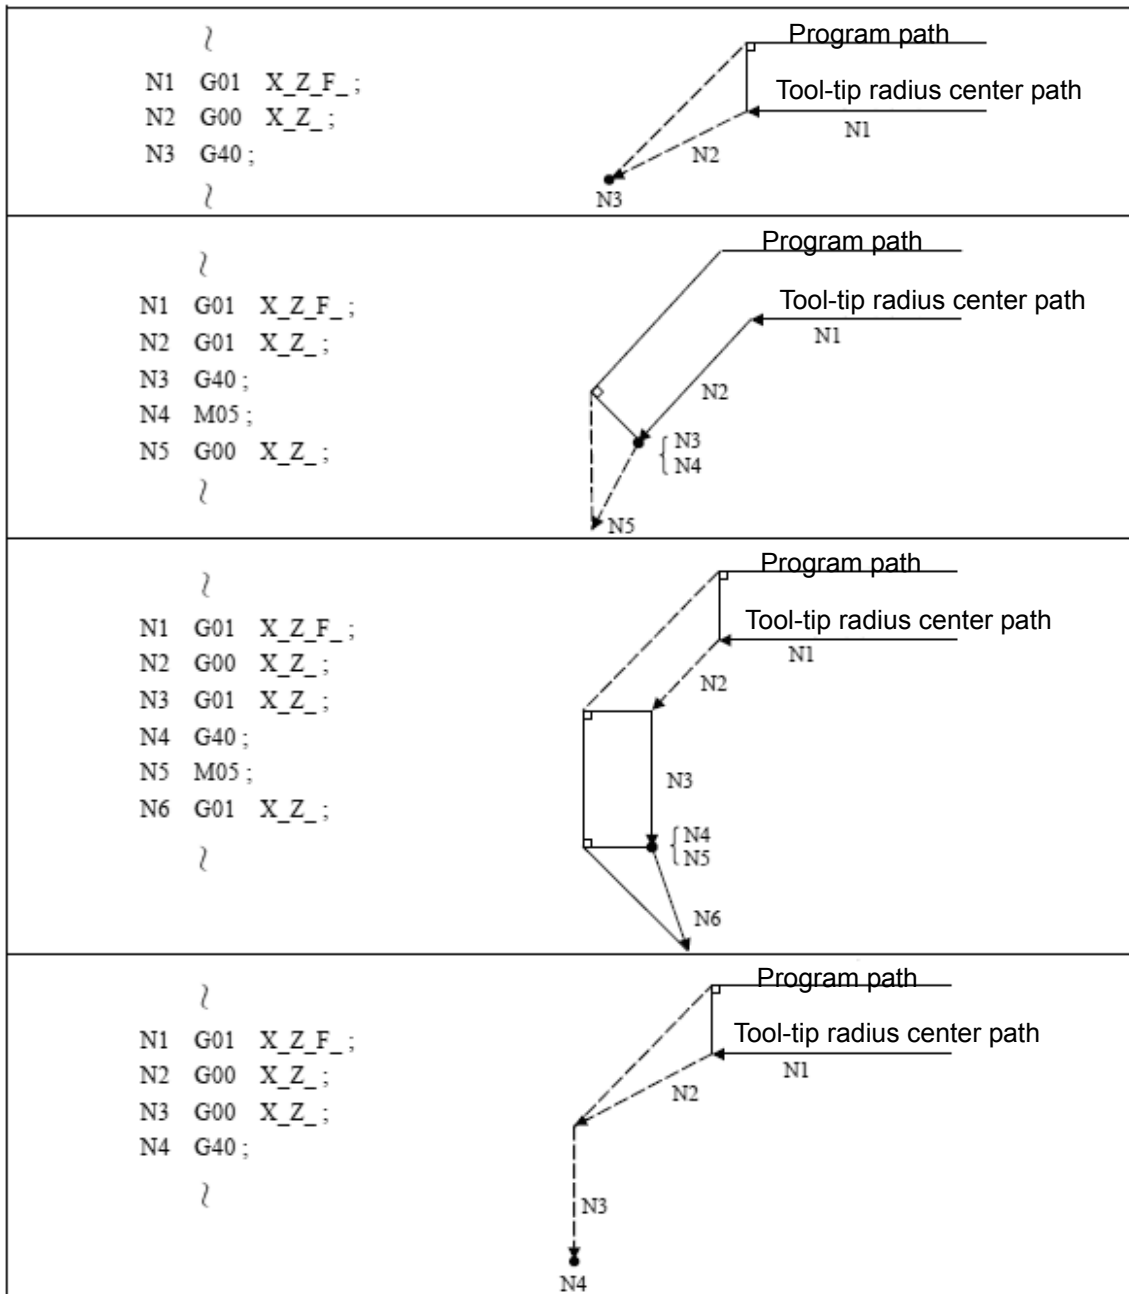 N1 G01 X_Z_F_ ;
N2 G00 X_Z_ ;
N3 G40 ;
Program path
Tool-tip radius center path
N1
N2
N3
N1 G01 X_Z_F_ ;
N2 G01 X_Z_ ;
N3 G40 ;
N4 M05 ;
N5 G00 X_Z_ ;
Program path
Tool-tip radius center path
N1
N2
N3
N4
N5
N1 G01 X_Z_F_ ;
N2 G00 X_Z_ ;
N3 G01 X_Z_ ;
N4 G40 ;
N5 M05 ;
N6 G01 X_Z_ ;
Program path
Tool-tip radius center path
N1
N2
N3
N4
N5
N6
N1 G01 X_Z_F_ ;
N2 G00 X_Z_ ;
N3 G00 X_Z_ ;
N4 G40 ;
Program path
Tool-tip radius center path
N1
N2
N3
N4